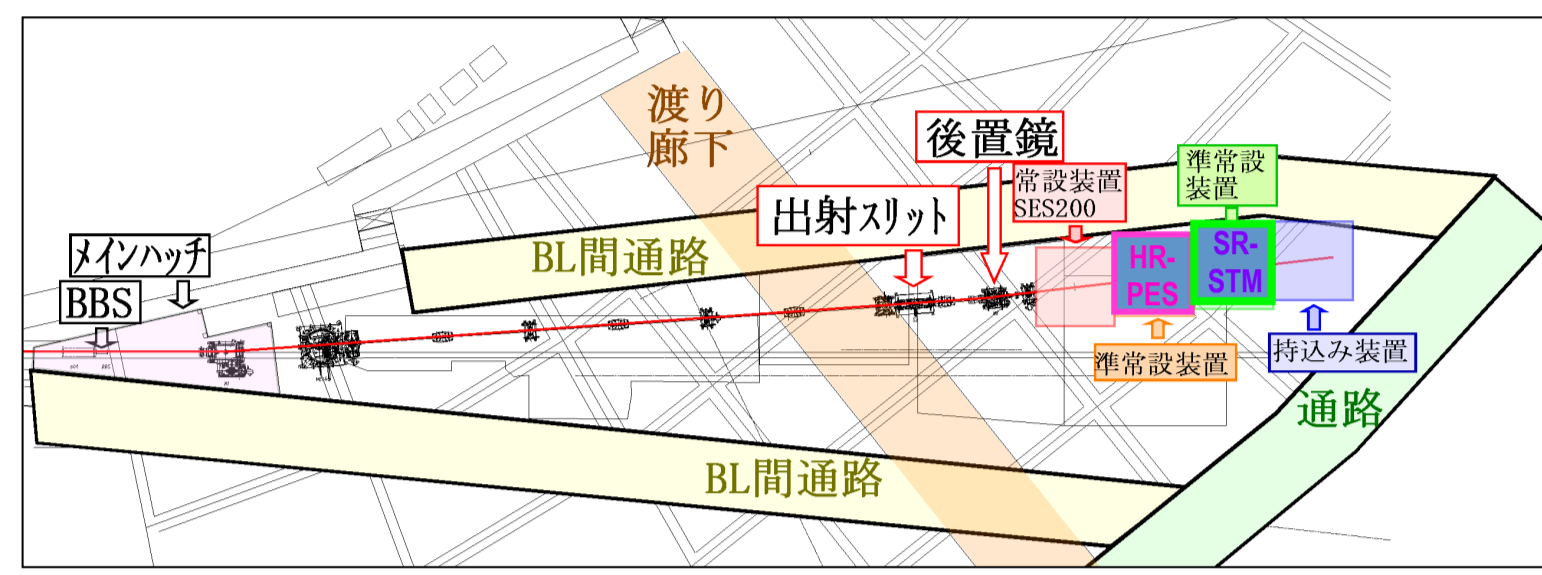 渡り
廊下
後置鏡
準常設
装置
常設装置
SES200
出射スリット
BL間通路
メインハッチ
BBS
HR-
PES
SR-
STM
準常設装置
持込み装置
通路
BL間通路